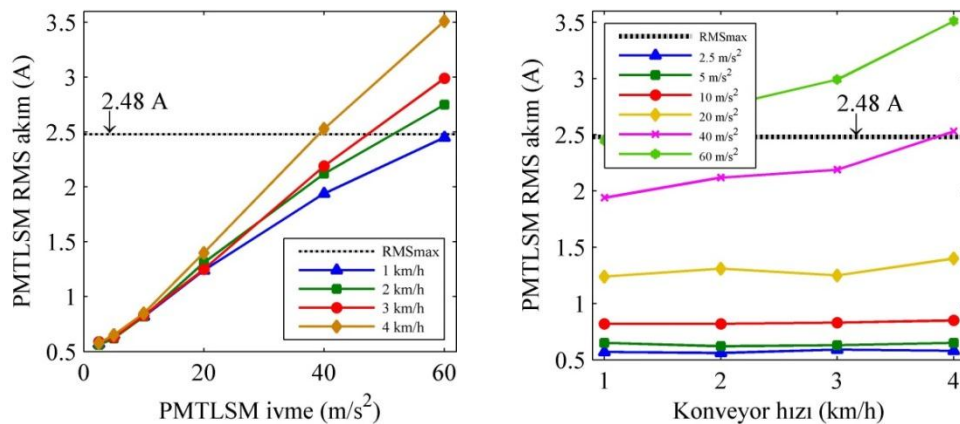 PMTLSM RMS akım (A)
3.5
3
2.5
2
1.5
1
0.5
2.48 A
RMSmax
1 km/h
2 km/h
3 km/h
4 km/h
0
20
40
60
PMTLSM ivme (m/s²)
PMTLSM RMS akım (A)
3.5
3
2.5
2
1.5
1
0.5
RMSmax
2.5 m/s²
5 m/s²
10 m/s²
20 m/s²
40 m/s²
60 m/s²
2.48 A
1
2
3
4
Konveyor hızı (km/h)